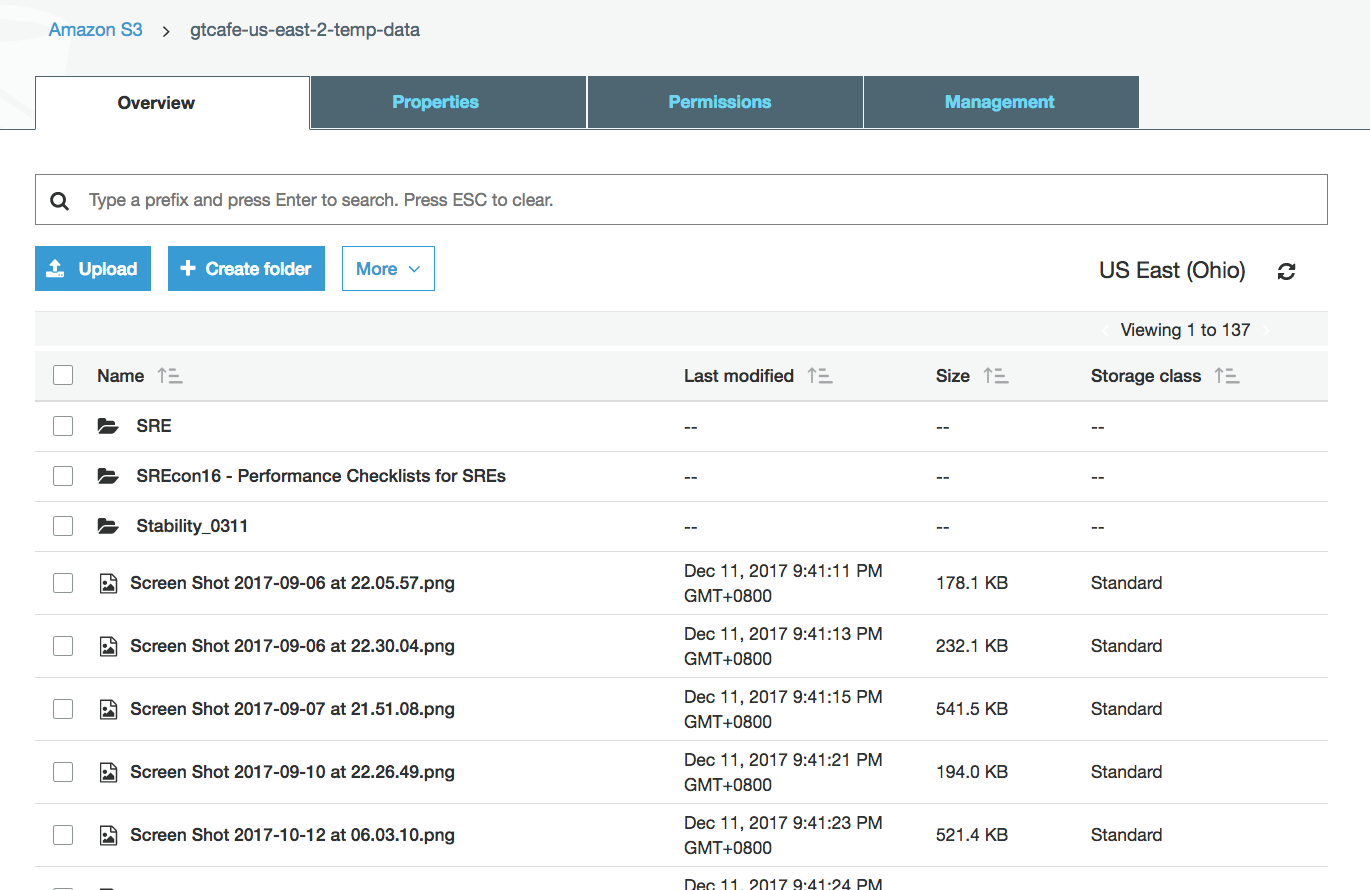 Amazon S3 > gtcafe-us-east-2-temp-data
Overview Properties Permissions Management
Type a prefix and press Enter to search. Press ESC to clear.
Upload Create folder More US East (Ohio)
Viewing 1 to 137
Name Last modified Size Storage class
SRE -- -- --
SREcon16 - Performance Checklists for SREs -- -- --
Stability_0311 -- -- --
Screen Shot 2017-09-06 at 22.05.57.png Dec 11, 2017 9:41:11 PM 178.1 KB Standard
GMT+0800
Screen Shot 2017-09-06 at 22.30.04.png Dec 11, 2017 9:41:13 PM 232.1 KB Standard
GMT+0800
Screen Shot 2017-09-07 at 21.51.08.png Dec 11, 2017 9:41:15 PM 541.5 KB Standard
GMT+0800
Screen Shot 2017-09-10 at 22.26.49.png Dec 11, 2017 9:41:21 PM 194.0 KB Standard
GMT+0800
Screen Shot 2017-10-12 at 06.03.10.png Dec 11, 2017 9:41:23 PM 521.4 KB Standard
GMT+0800
Dec 11, 2017 9:41:24 PM